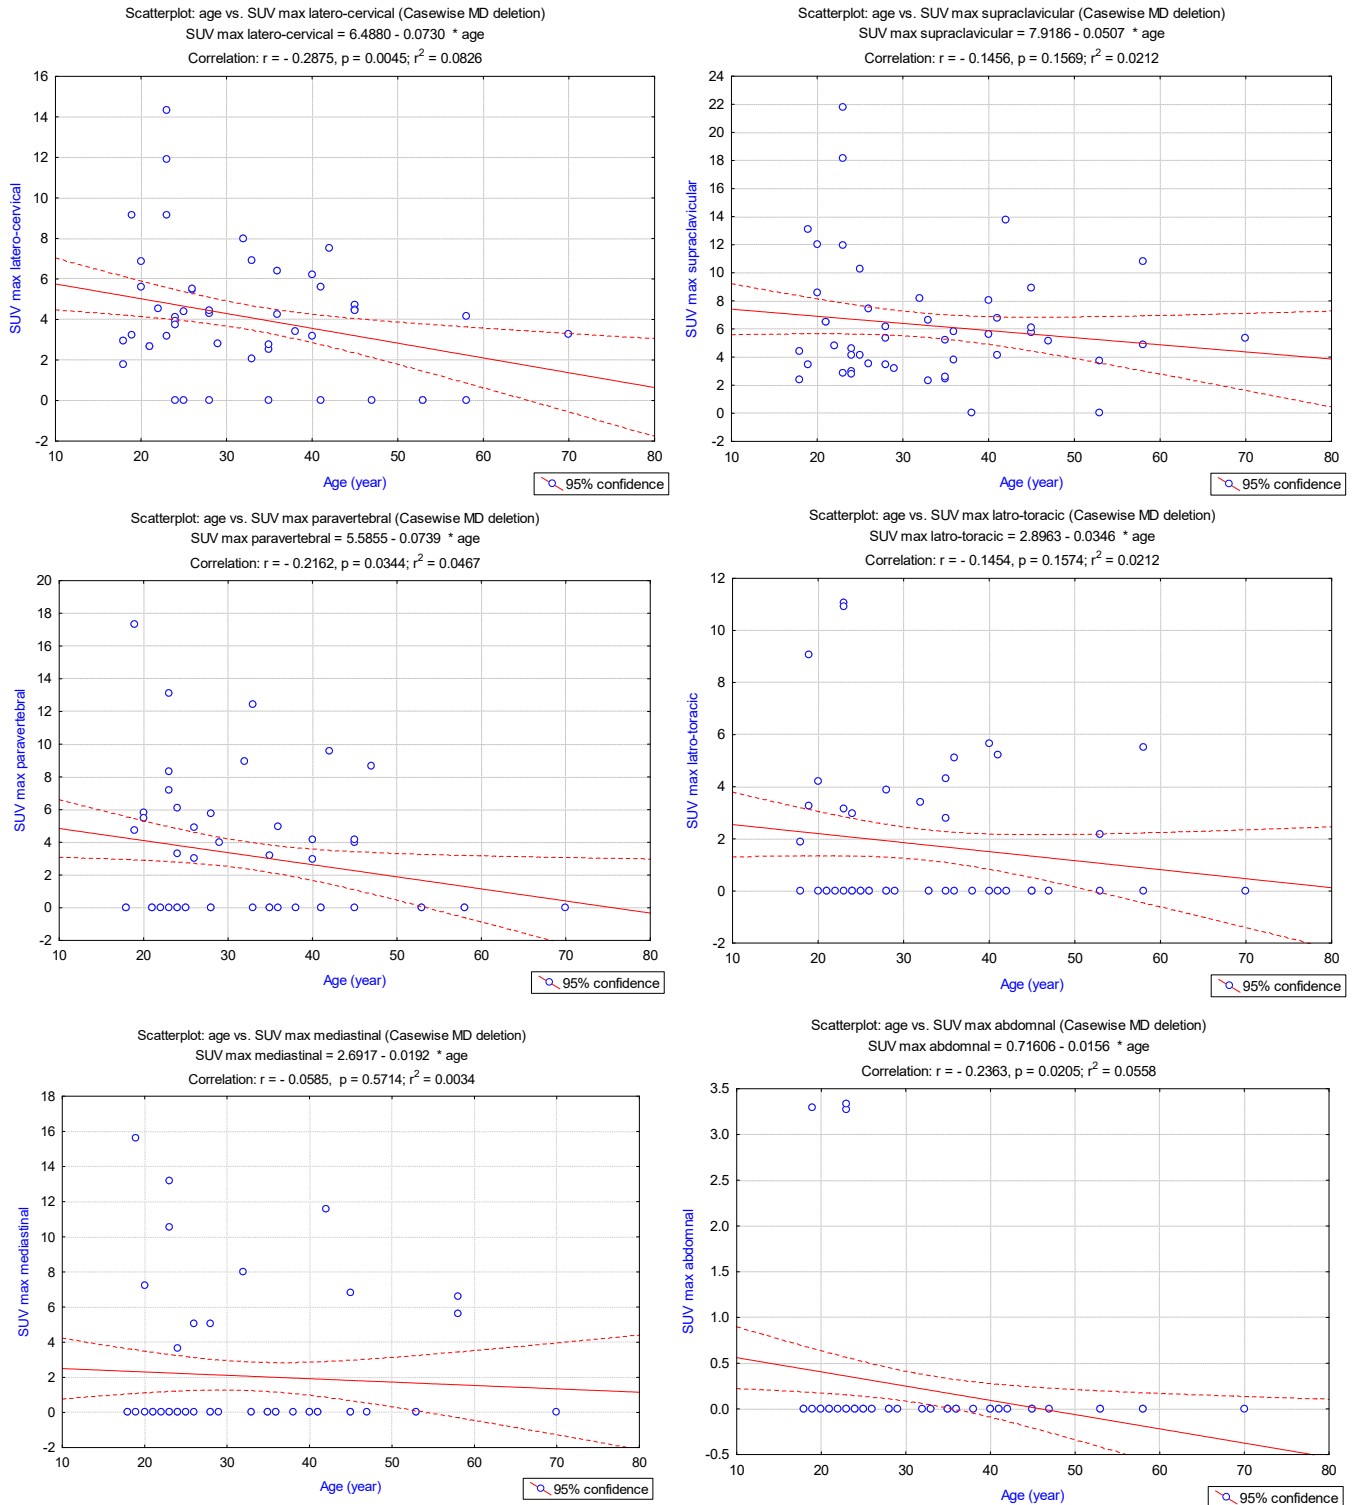 Scatterplot: age vs. SUV max latero-cervical (Casewise MD deletion)
SUV max latero-cervical = 6.4880 - 0.0730 * age
Correlation: r = - 0.2875, p = 0.0045; r² = 0.0826
16
14
12
10
8
6
4
2
0
-2
SUV max latero-cervical
10 20 30 40 50 60 70 80
Age (year)
95% confidence
Scatterplot: age vs. SUV max supraclavicular (Casewise MD deletion)
SUV max supraclavicular = 7.9186 - 0.0507 * age
Correlation: r = - 0.1456, p = 0.1569; r² = 0.0212
24
22
20
18
16
14
12
10
8
6
4
2
0
-2
SUV max supraclavicular
10 20 30 40 50 60 70 80
Age (year)
95% confidence
Scatterplot: age vs. SUV max paravertebral (Casewise MD deletion)
SUV max paravertebral = 5.5855 - 0.0739 * age
Correlation: r = - 0.2162, p = 0.0344; r² = 0.0467
20
18
16
14
12
10
8
6
4
2
0
-2
SUV max paravertebral
10 20 30 40 50 60 70 80
Age (year)
95% confidence
Scatterplot: age vs. SUV max latro-toracic (Casewise MD deletion)
SUV max latro-toracic = 2.8963 - 0.0346 * age
Correlation: r = - 0.1454, p = 0.1574; r² = 0.0212
12
10
8
6
4
2
0
-2
SUV max latro-toracic
10 20 30 40 50 60 70 80
Age (year)
95% confidence
Scatterplot: age vs. SUV max mediastinal (Casewise MD deletion)
SUV max mediastinal = 2.6917 - 0.0192 * age
Correlation: r = - 0.0585, p = 0.5714; r² = 0.0034
18
16
14
12
10
8
6
4
2
0
-2
SUV max mediastinal
10 20 30 40 50 60 70 80
Age (year)
95% confidence
Scatterplot: age vs. SUV max abdomnal (Casewise MD deletion)
SUV max abdomnal = 0.71606 - 0.0156 * age
Correlation: r = - 0.2363, p = 0.0205; r² = 0.0558
3.5
3.0
2.5
2.0
1.5
1.0
0.5
0.0
-0.5
SUV max abdomnal
10 20 30 40 50 60 70 80
Age (year)
95% confidence